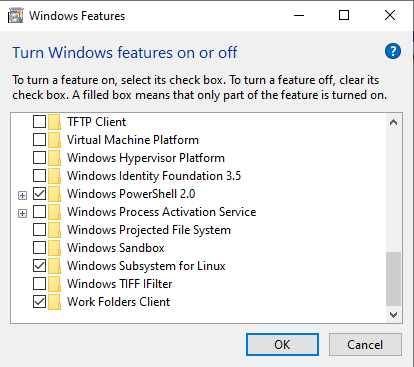 Windows Features
Turn Windows features on or off
To turn a feature on, select its check box. To turn a feature off, clear its
check box. A filled box means that only part of the feature is turned on.
TFTP Client
Virtual Machine Platform
Windows Hypervisor Platform
Windows Identity Foundation 3.5
Windows PowerShell 2.0
Windows Process Activation Service
Windows Projected File System
Windows Sandbox
Windows Subsystem for Linux
Windows TIFF IFilter
Work Folders Client
OK
Cancel